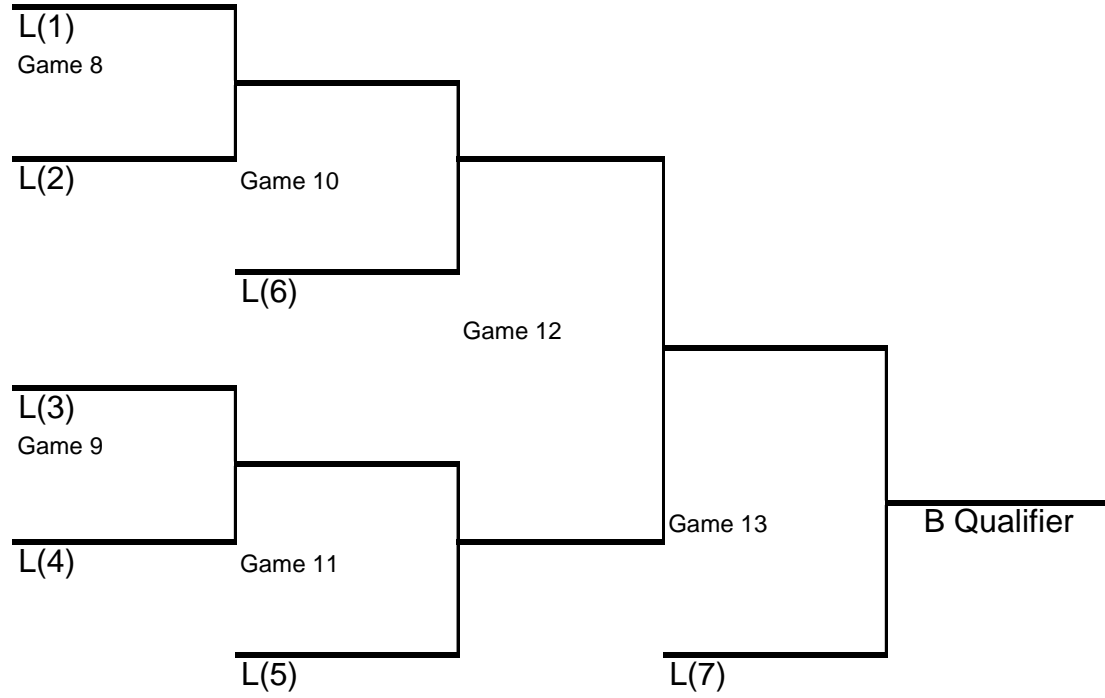 L(1)
Game 8
L(2)
Game 10
L(6)
Game 12
L(3)
Game 9
Game 13
B Qualifier
L(4)
Game 11
L(5)
L(7)